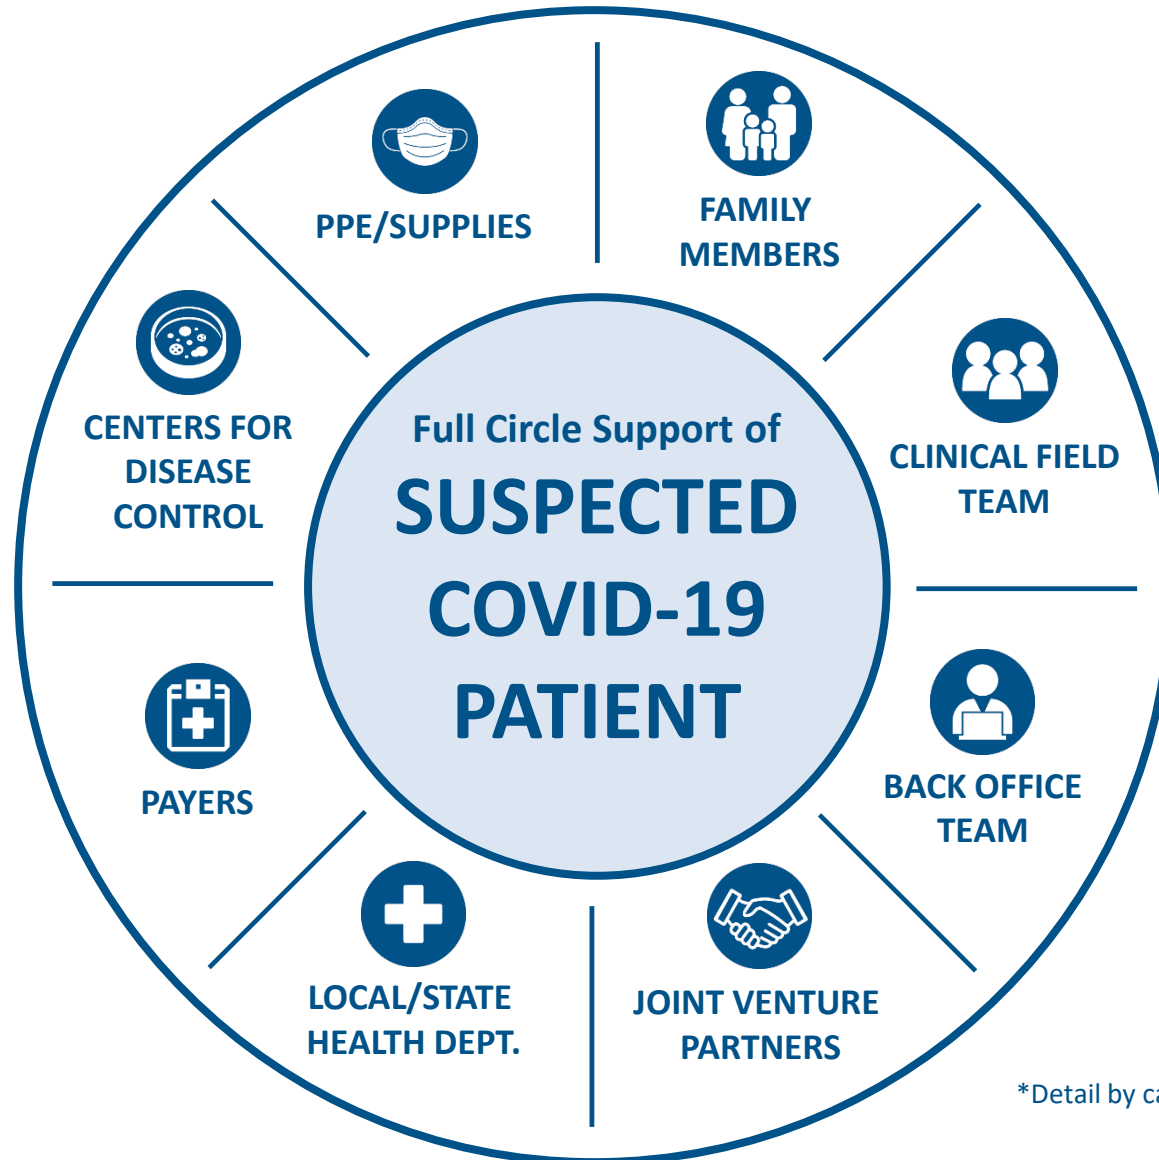 PPE/SUPPLIES
FAMILY
MEMBERS
CLINICAL FIELD
TEAM
BACK OFFICE
TEAM
JOINT VENTURE
PARTNERS
LOCAL/STATE
HEALTH DEPT.
PAYERS
CENTERS FOR
DISEASE
CONTROL
Full Circle Support of
SUSPECTED
COVID-19
PATIENT
*Detail by